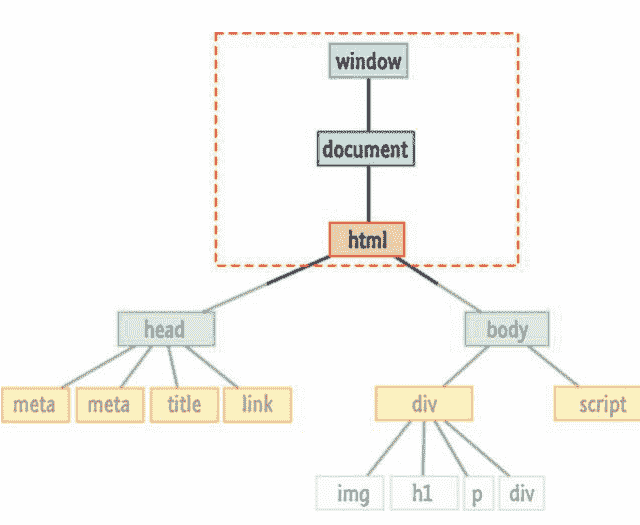 window
document
html
head body
meta meta title link div script
img h1 p div